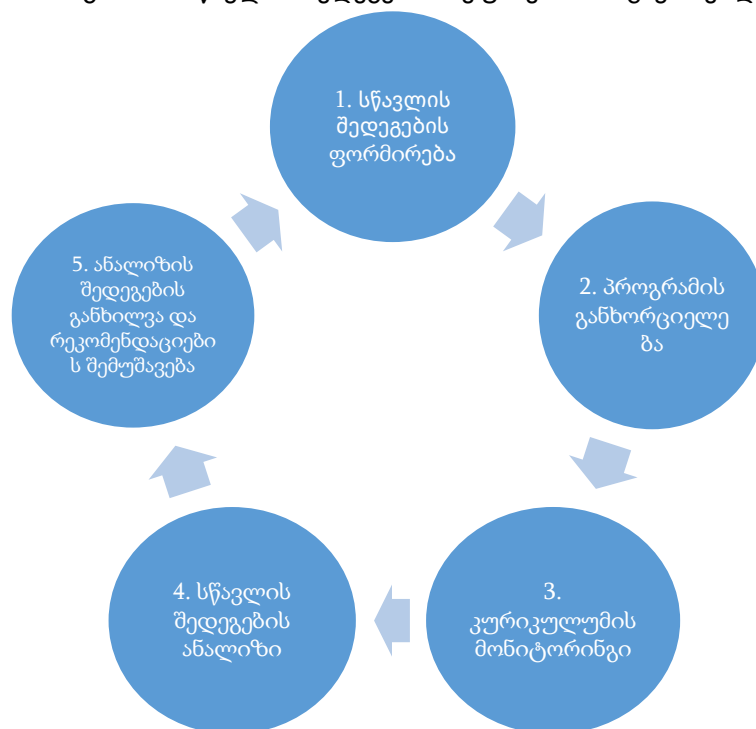 1. სწავლის
შედეგების
ფორმირება
2. პროგრამის
განხორციელე
ბა
3.
კურიკულუმის
მონიტორინგი
4. სწავლის
შედეგების
ანალიზი
5. ანალიზის
შედეგების
განხილვა და
რეკომენდაციები
ს შემუშავება